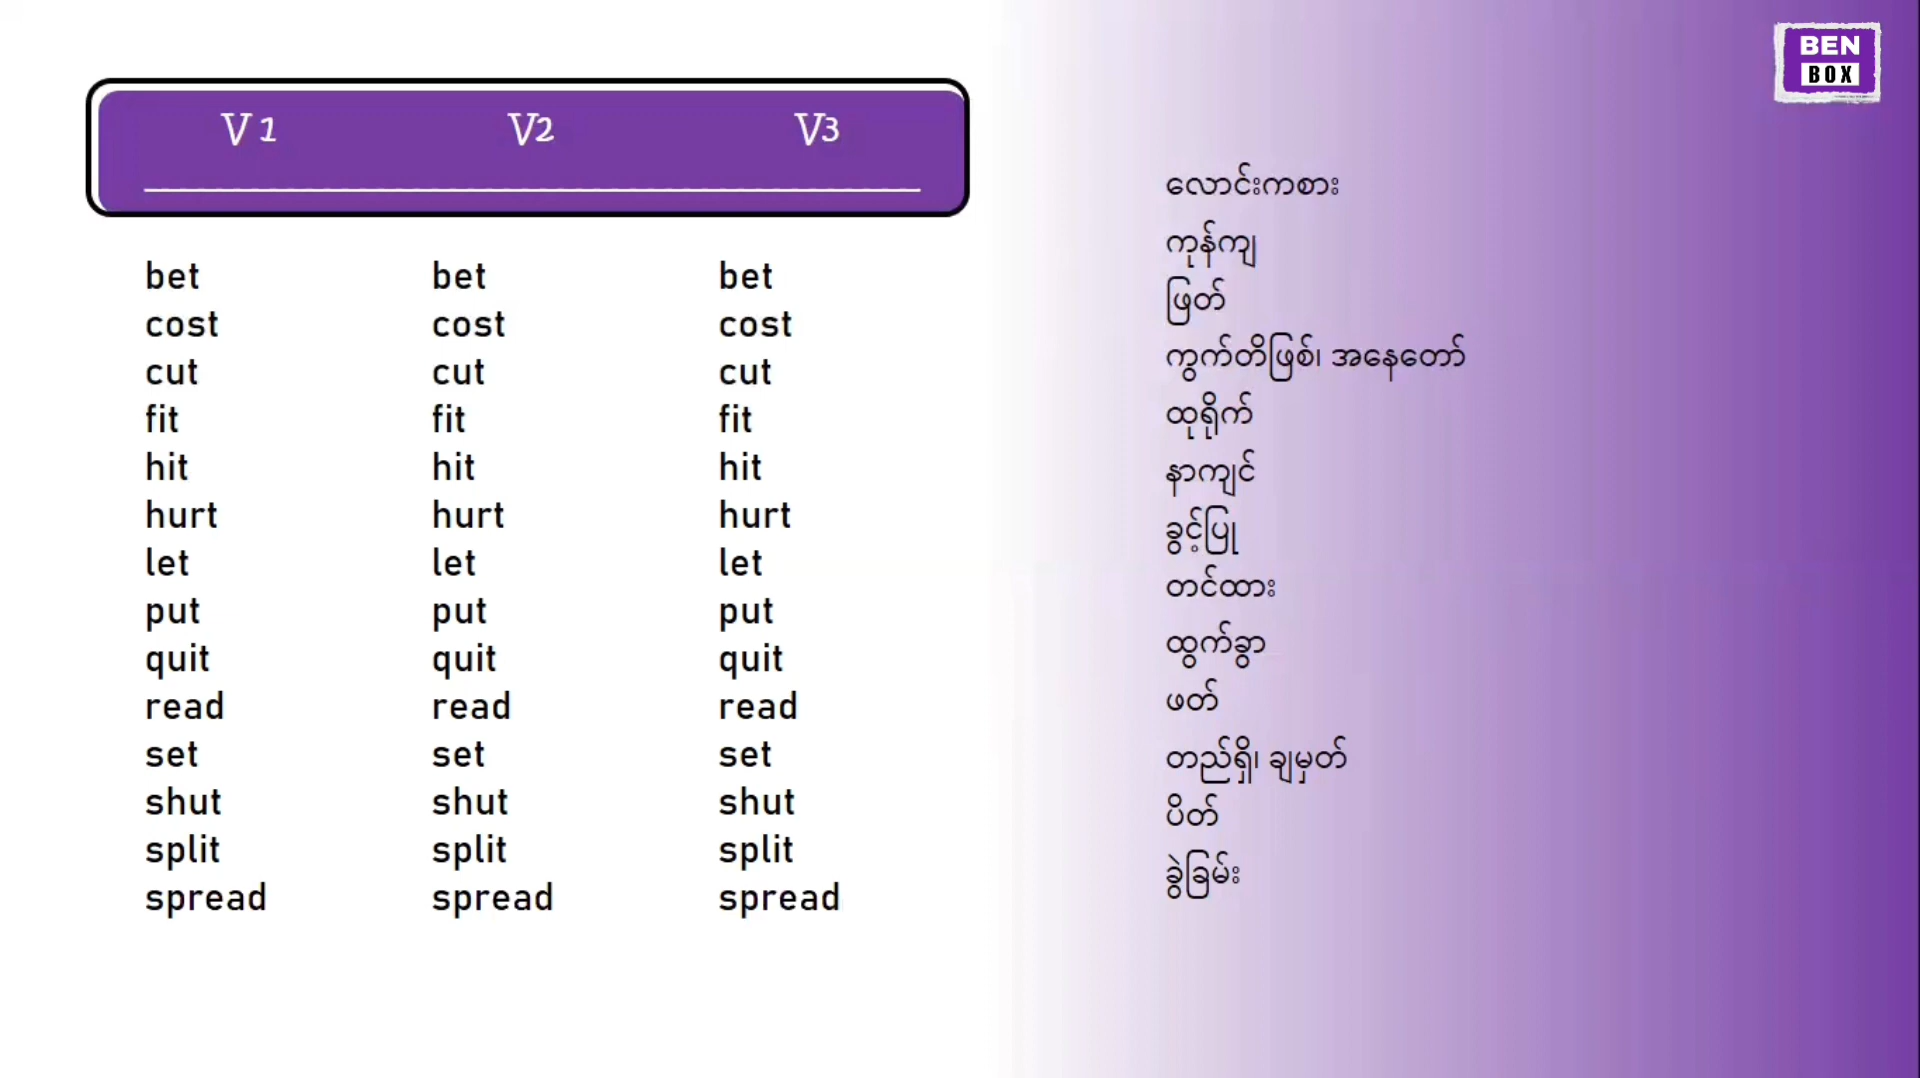 BEN
BOX
V 1 V2 V3
bet bet bet
cost cost cost
cut cut cut
fit fit fit
hit hit hit
hurt hurt hurt
let let let
put put put
quit quit quit
read read read
set set set
shut shut shut
split split split
spread spread spread
လောင်းကစား
ကုန်ကျ
ဖြတ်
ကွက်တိဖြစ်၊ အနေတော်
ထုရိုက်
နာကျင်
ခွင့်ပြု
တင်ထား
ထွက်ခွာ
ဖတ်
တည်ရှိ၊ ချမှတ်
ပိတ်
ခွဲခြမ်း